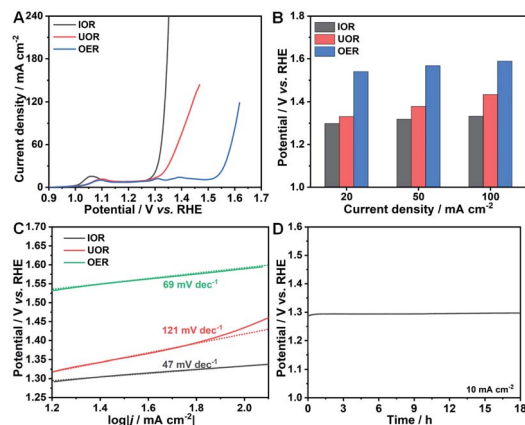 A
IOR
UOR
OER
Current density / mA cm⁻²
240
180
120
60
0
0.9 1.0 1.1 1.2 1.3 1.4 1.5 1.6 1.7
Potential / V vs. RHE
B
IOR
UOR
OER
Potential / V vs. RHE
1.8
1.6
1.4
1.2
1.0
20 50 100
Current density / mA cm⁻²
C
IOR
UOR
OER
Potential / V vs. RHE
1.70
1.65
1.60
1.55
1.50
1.40
1.35
1.30
1.25
69 mV dec⁻¹
121 mV dec⁻¹
47 mV dec⁻¹
1.2 1.4 1.6 1.8 2.0
log|j / mA cm⁻²|
D
Potential / V vs. RHE
1.6
1.5
1.4
1.3
1.2
1.1
1.0
10 mA cm⁻²
0 3 6 9 12 15 18
Time / h